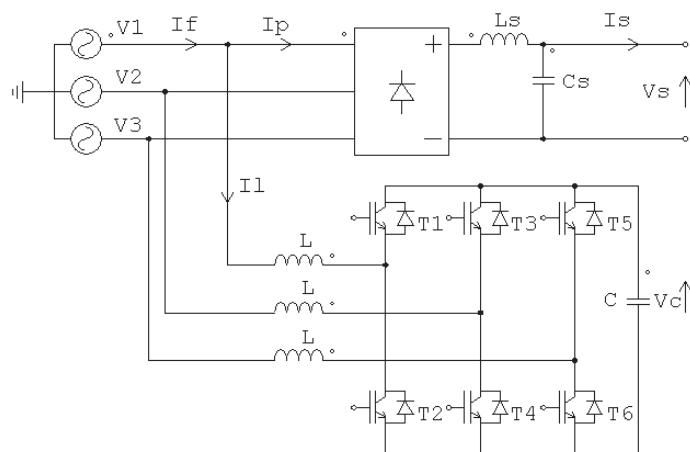 V1 If Ip + Ls Is
V2 Cs Vs
V3 −
Il
T1 T3 T5
L
L C Vc
L
T2 T4 T6